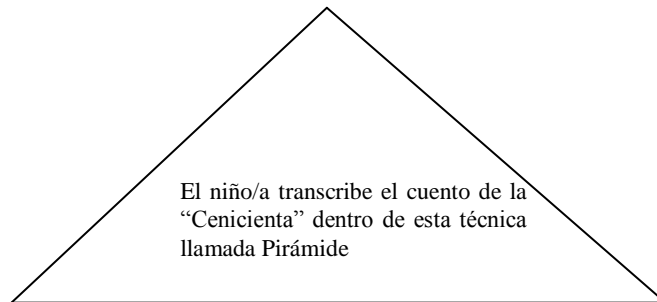 El niño/a transcribe el cuento de la
“Cenicienta” dentro de esta técnica
llamada Pirámide